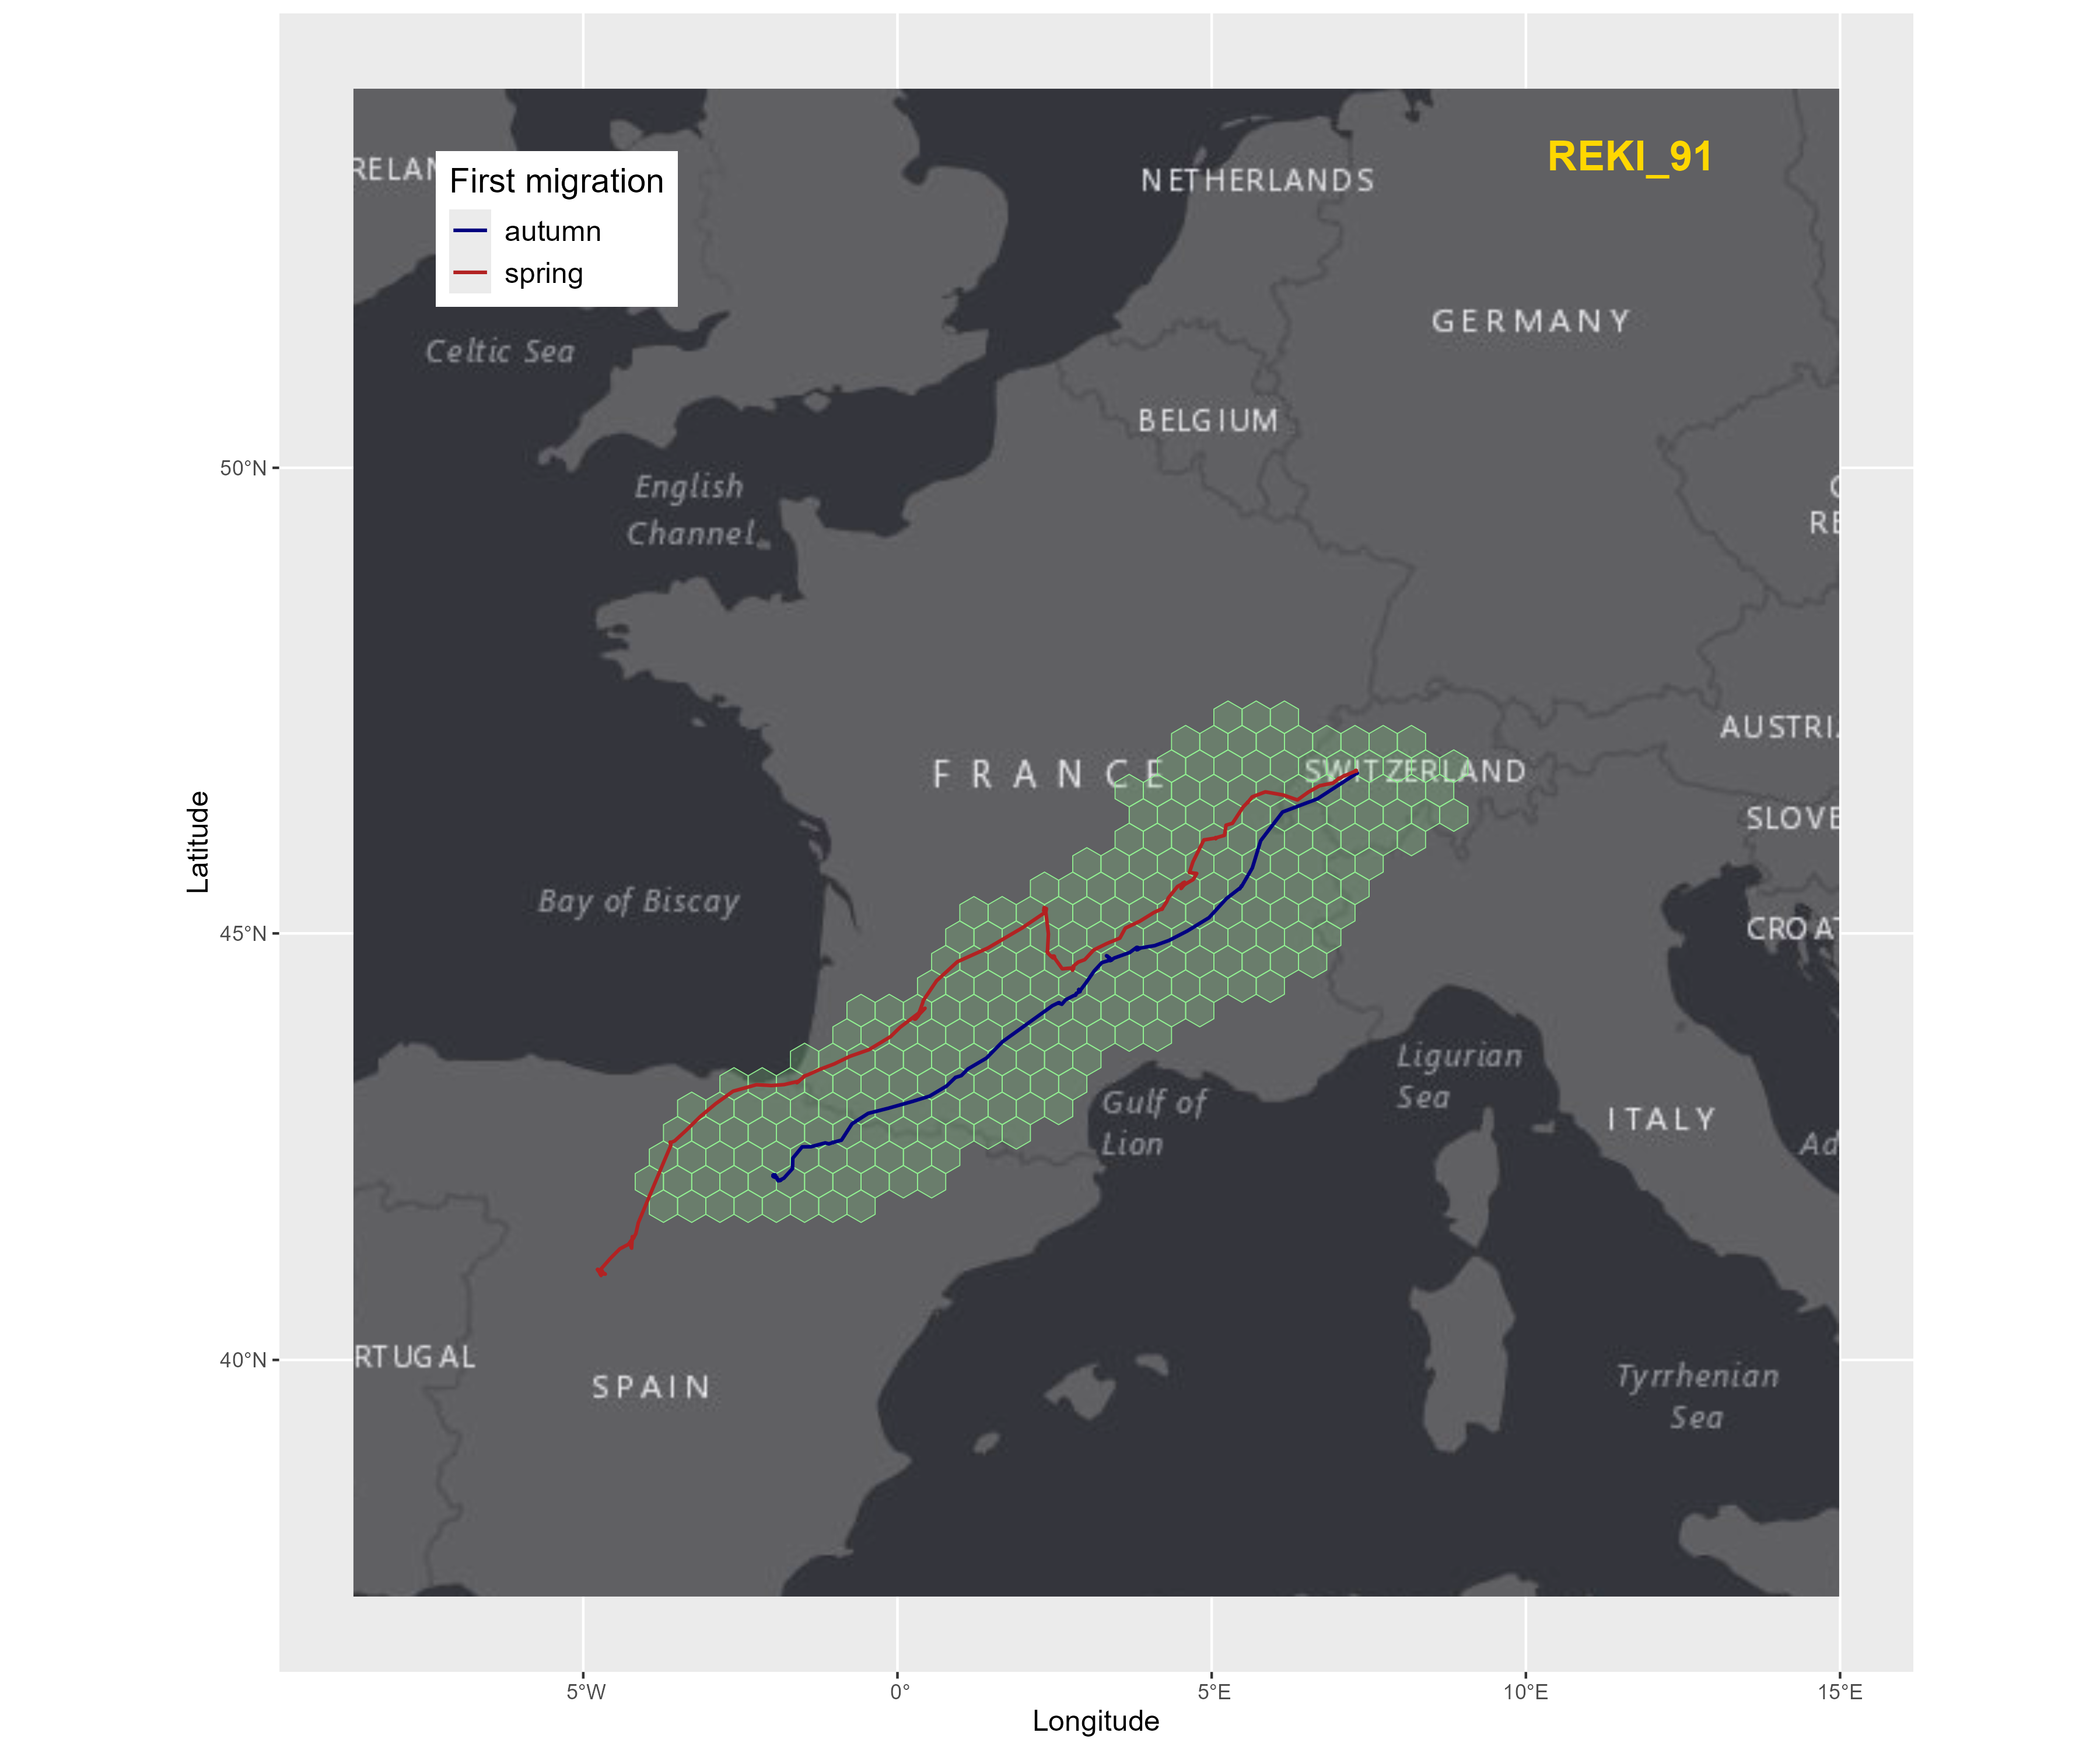 REKI_91
RELAN
First migration
autumn
spring
NETHERLANDS
GERMANY
Celtic Sea
BELGIUM
English
Channel
RE
FRANCE
SWITZERLAND
AUSTRI
SLOVE
Bay of Biscay
CROAT
Gulf of
Lion
Ligurian
Sea
ITALY
Ad
RTUGAL
SPAIN
Tyrrhenian
Sea
50°N
45°N
40°N
Latitude
5°W
0°
5°E
10°E
15°E
Longitude